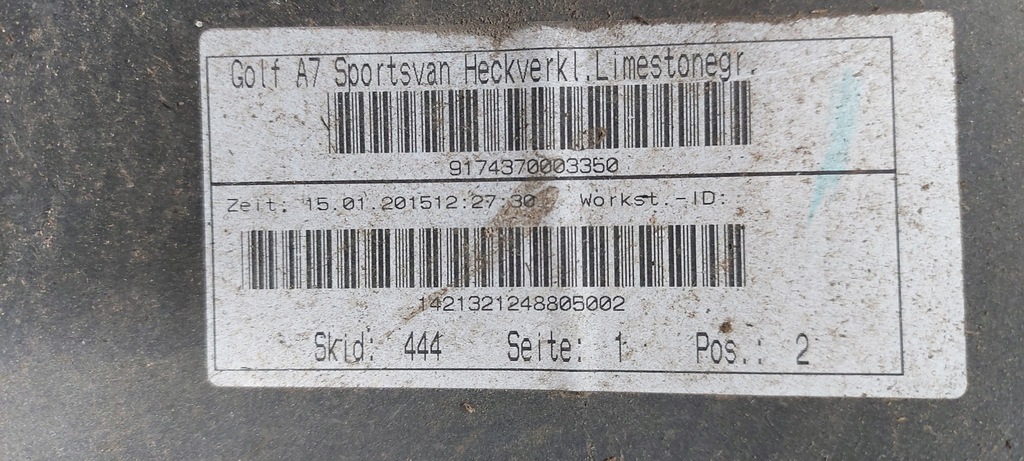 Golf A7 Sportsvan Heckverkl.Limestonegr.
9174370003350
Zeit: 15.01.201512:27:30 Workst.-ID:
1421321248805002
Skid: 444 Seite: 1 Pos.: 2